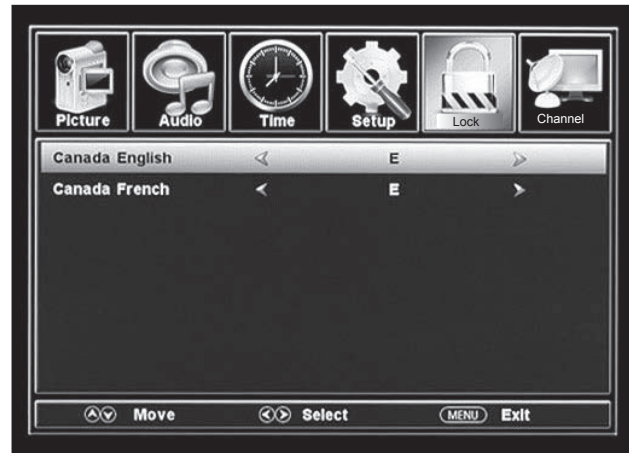 Picture Audio Time Setup Lock Channel
Canada English E
Canada French E
Move Select MENU Exit